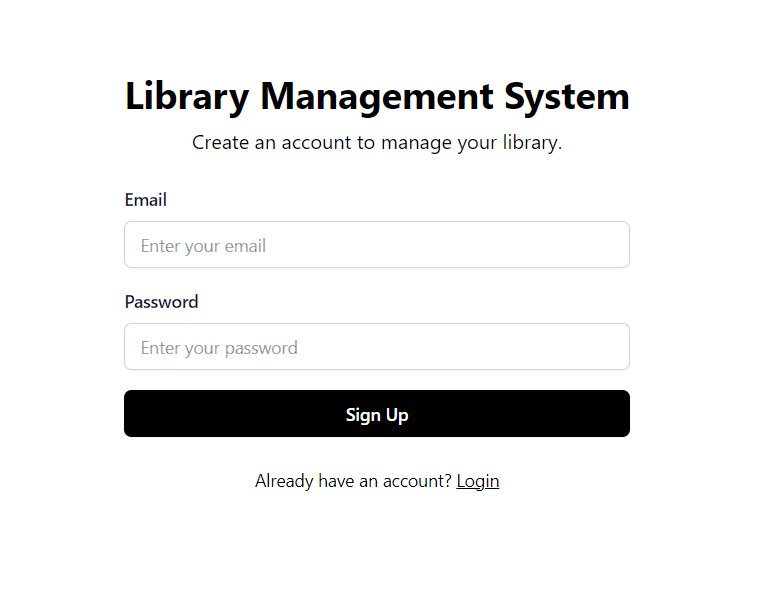 Library Management System
Create an account to manage your library.
Email
Enter your email
Password
Enter your password
Sign Up
Already have an account? Login